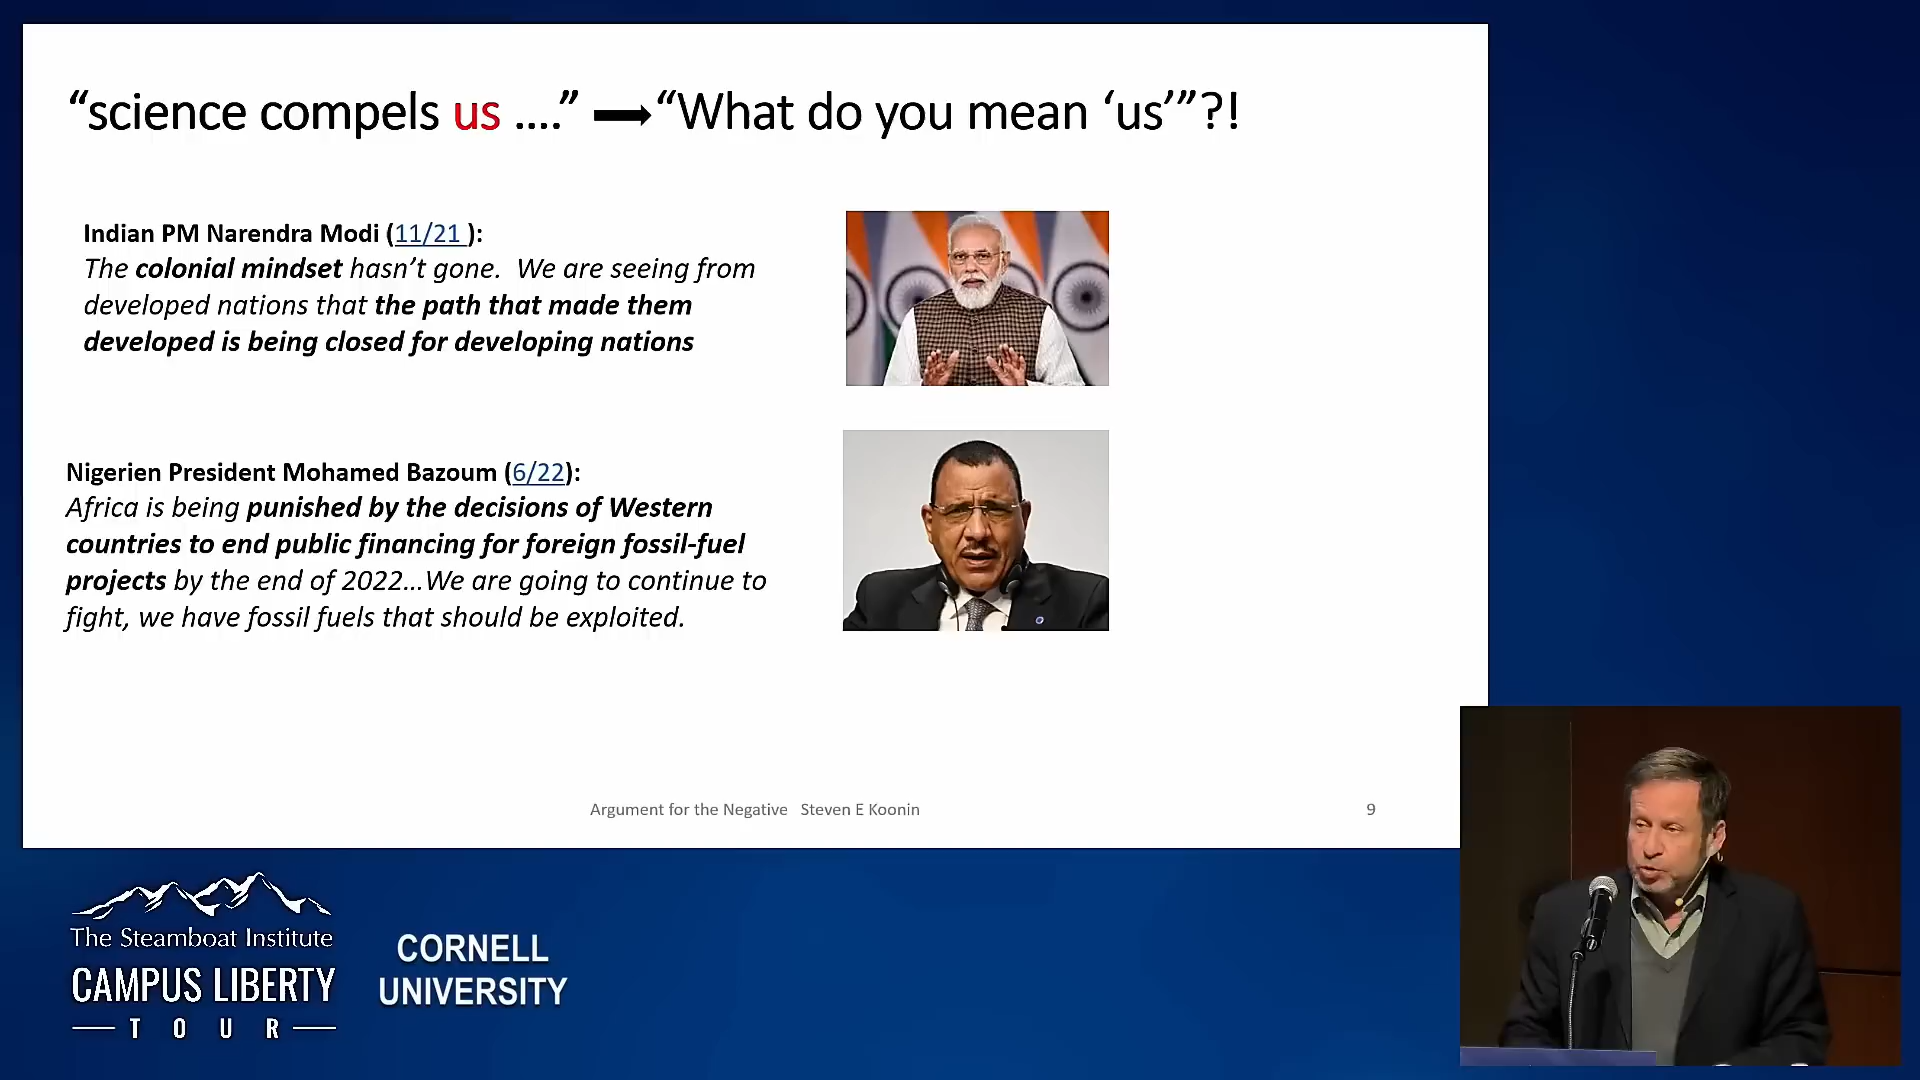 “science compels us ....” “What do you mean ‘us’”?!
Indian PM Narendra Modi (11/21 ):
The colonial mindset hasn’t gone. We are seeing from
developed nations that the path that made them
developed is being closed for developing nations
Nigerien President Mohamed Bazoum (6/22):
Africa is being punished by the decisions of Western
countries to end public financing for foreign fossil-fuel
projects by the end of 2022...We are going to continue to
fight, we have fossil fuels that should be exploited.
Argument for the Negative Steven E Koonin
9
The Steamboat Institute
CAMPUS LIBERTY
TOUR
CORNELL
UNIVERSITY